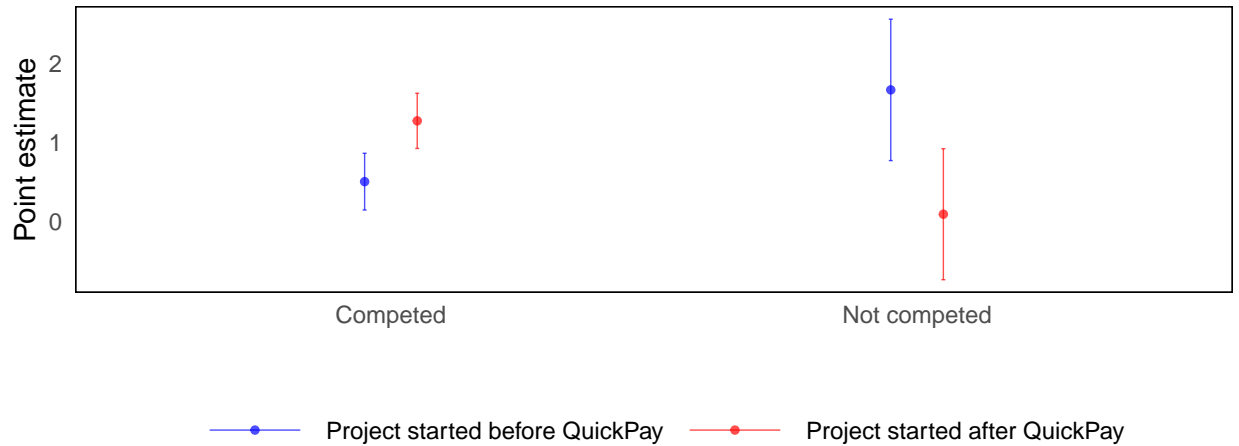 Point estimate
2
1
0
Competed
Not competed
Project started before QuickPay
Project started after QuickPay